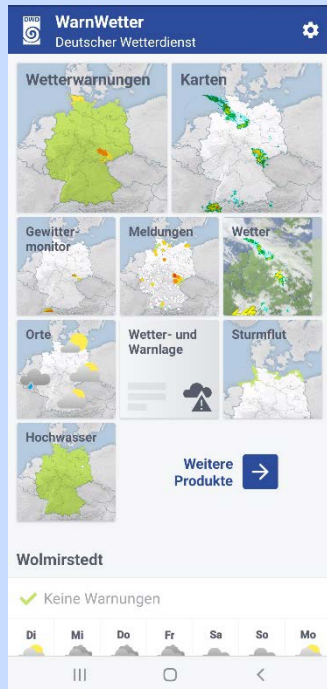 DWD
WarnWetter
Deutscher Wetterdienst
Wetterwarnungen
Karten
Gewitter-
monitor
Meldungen
Wetter
Orte
Wetter- und
Warnlage
Sturmflut
Hochwasser
Weitere
Produkte
Wolmirstedt
Keine Warnungen
Di Mi Do Fr Sa So Mo